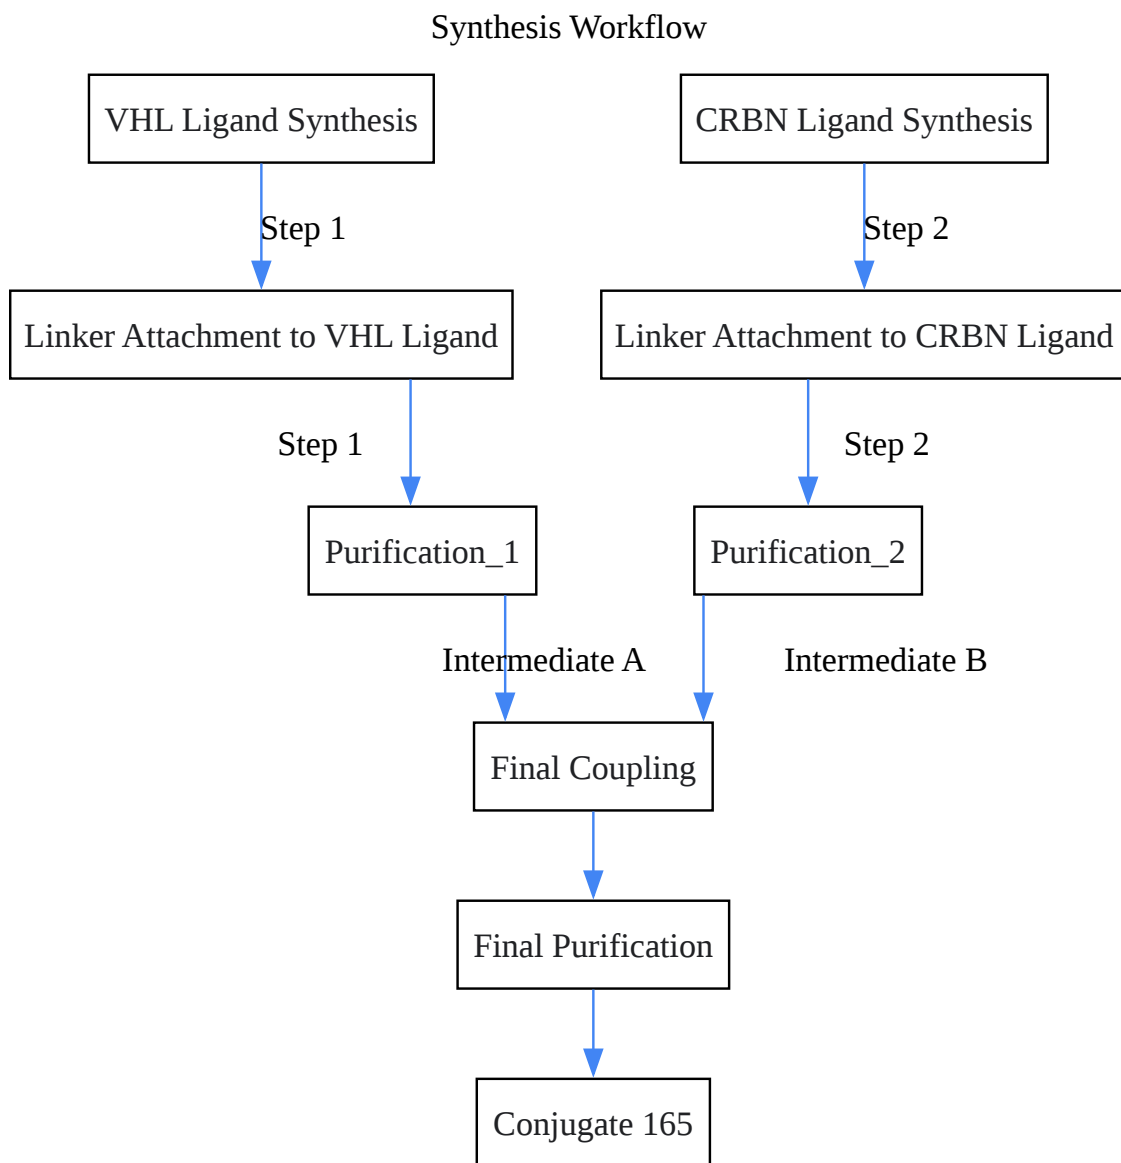 Synthesis Workflow
VHL Ligand Synthesis
CRBN Ligand Synthesis
Step 1
Step 2
Linker Attachment to VHL Ligand
Linker Attachment to CRBN Ligand
Step 1
Step 2
Purification_1
Purification_2
Intermediate A
Intermediate B
Final Coupling
Final Purification
Conjugate 165